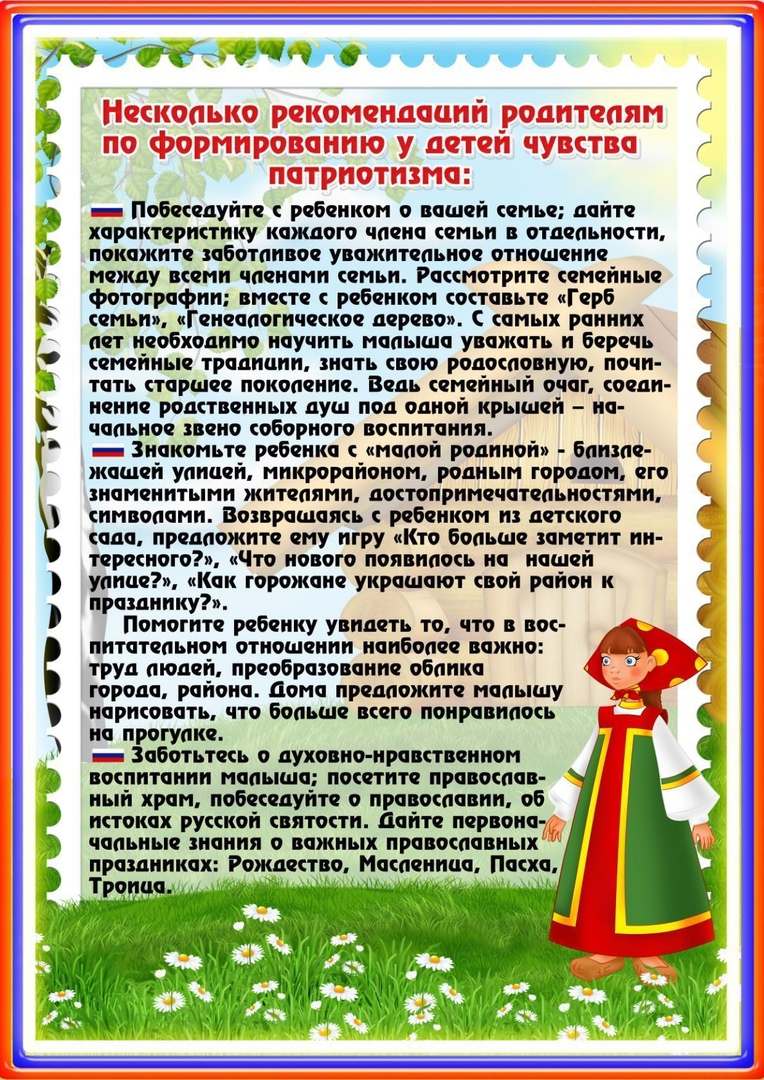 Несколько рекомендаций родителям
по формированию у детей чувства
патриотизма:
Побеседуйте с ребенком о вашей семье; дайте
характеристику каждого члена семьи в отдельности,
покажите заботливое уважительное отношение
между всеми членами семьи. Рассмотрите семейные
фотографии; вместе с ребенком составьте «Герб
семьи», «Генеалогическое дерево». С самых ранних
лет необходимо научить малыша уважать и беречь
семейные традиции, знать свою родословную, почи-
тать старшее поколение. Ведь семейный очаг, соеди-
нение родственных душ под одной крышей – на-
чальное звено соборного воспитания.
Знакомьте ребенка с «малой родиной» - близле-
жащей улицей, микрорайоном, родным городом, его
знаменитыми жителями, достопримечательностями,
символами. Возвращаясь с ребенком из детского
сада, предложите ему игру «Кто больше заметит ин-
тересного?», «Что нового появилось на нашей
улице?», «Как горожане украшают свой район к
празднику?».
Помогите ребенку увидеть то, что в вос-
питательном отношении наиболее важно:
труд людей, преобразование облика
города, района. Дома предложите малышу
нарисовать, что больше всего понравилось
на прогулке.
Заботьтесь о духовно-нравственном
воспитании малыша; посетите православ-
ный храм, побеседуйте о православии, об
истоках русской святости. Дайте первона-
чальные знания о важных православных
праздниках: Рождество, Масленица, Пасха,
Троица.